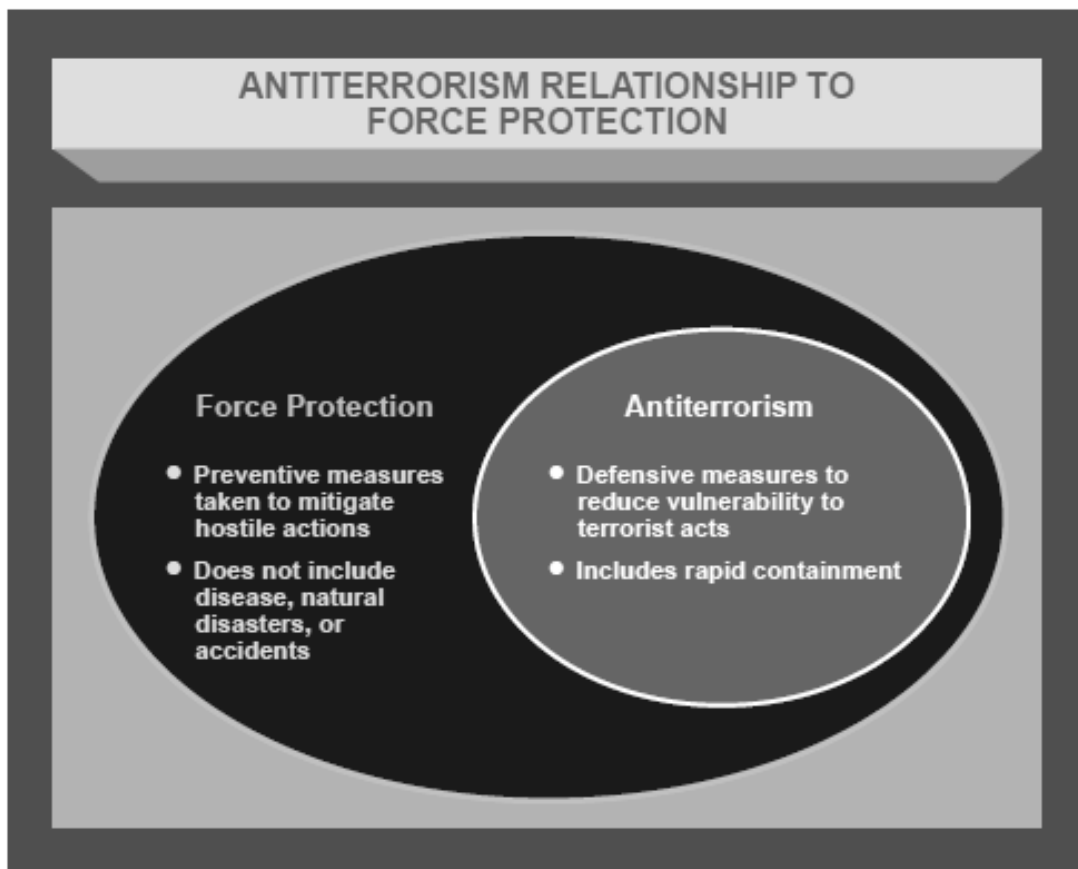 ANTITERRORISM RELATIONSHIP TO
FORCE PROTECTION
Force Protection
● Preventive measures
taken to mitigate
hostile actions
● Does not include
disease, natural
disasters, or
accidents
Antiterrorism
● Defensive measures to
reduce vulnerability to
terrorist acts
● Includes rapid containment